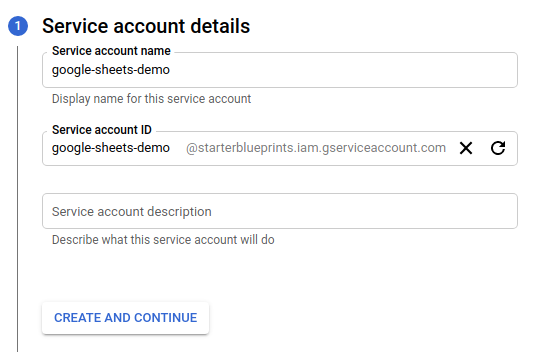 1 Service account details
Service account name
google-sheets-demo
Display name for this service account
Service account ID
google-sheets-demo @starterblueprints.iam.gserviceaccount.com
Service account description
Describe what this service account will do
CREATE AND CONTINUE